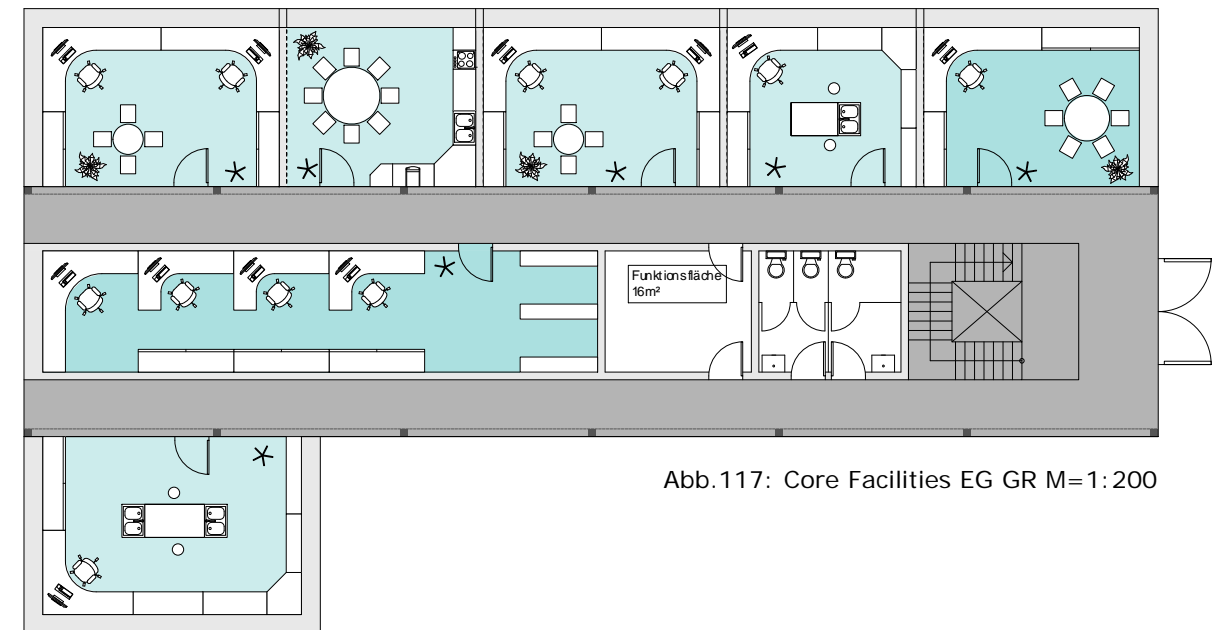 Funktionsfläche
16m²
Abb.117: Core Facilities EG GR M=1:200